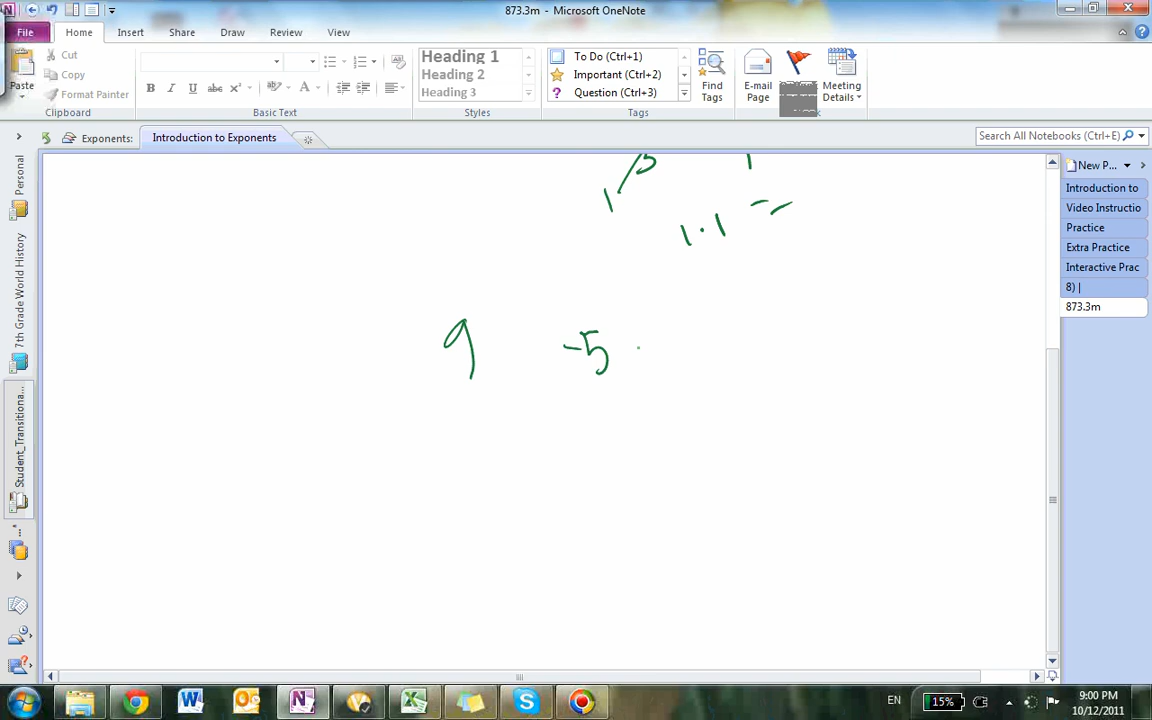 873.3m - Microsoft OneNote
File Home Insert Share Draw Review View
Paste
Cut
Copy
Format Painter
Clipboard
B I U abc x² A
Basic Text
Heading 1
Heading 2
Heading 3
Styles
To Do (Ctrl+1)
Important (Ctrl+2)
Question (Ctrl+3)
Tags
Find Tags
E-mail Page
Meeting Details
Exponents: Introduction to Exponents
Search All Notebooks (Ctrl+E)
Personal
7th Grade World History
Student_Transitiona...
New P...
Introduction to
Video Instructio
Practice
Extra Practice
Interactive Prac
8) |
873.3m
1 · 1 =
9 -5 ·
EN 15% 9:00 PM
10/12/2011